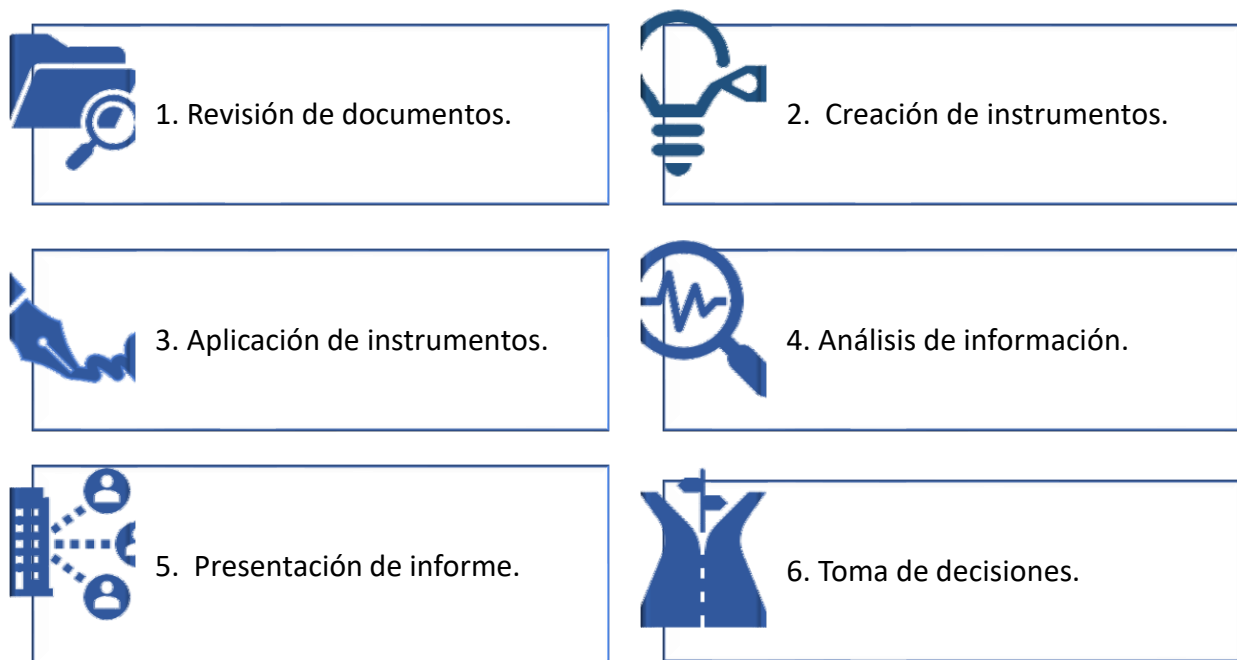 1. Revisión de documentos.
2.  Creación de instrumentos.
3. Aplicación de instrumentos.
4. Análisis de información.
5.  Presentación de informe.
6. Toma de decisiones.